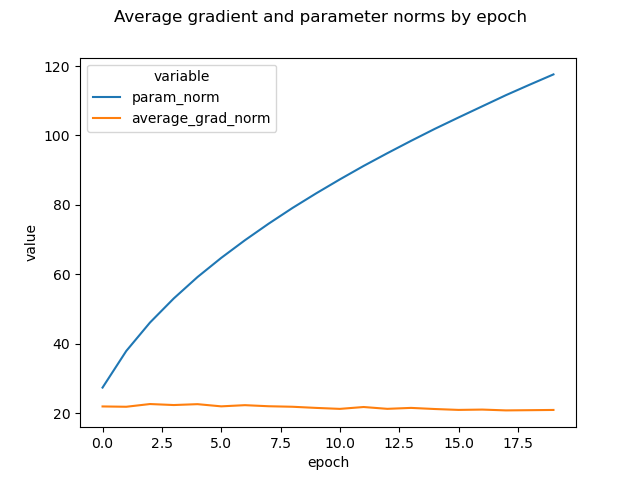 Average gradient and parameter norms by epoch
variable
param_norm
average_grad_norm
120
100
80
60
40
20
value
0.0 2.5 5.0 7.5 10.0 12.5 15.0 17.5
epoch